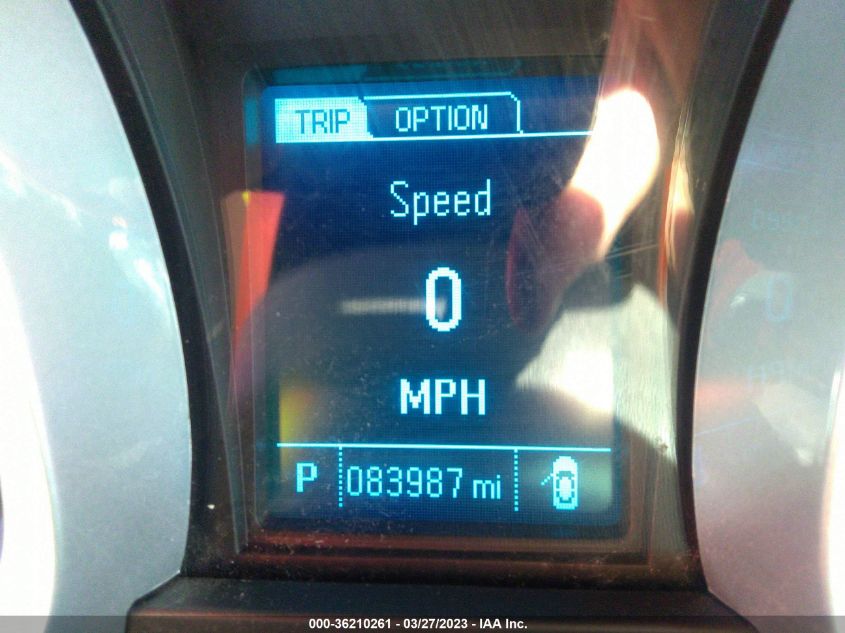 TRIP OPTION
Speed
0
MPH
P 083987 mi
000-36210261 - 03/27/2023 - IAA Inc.